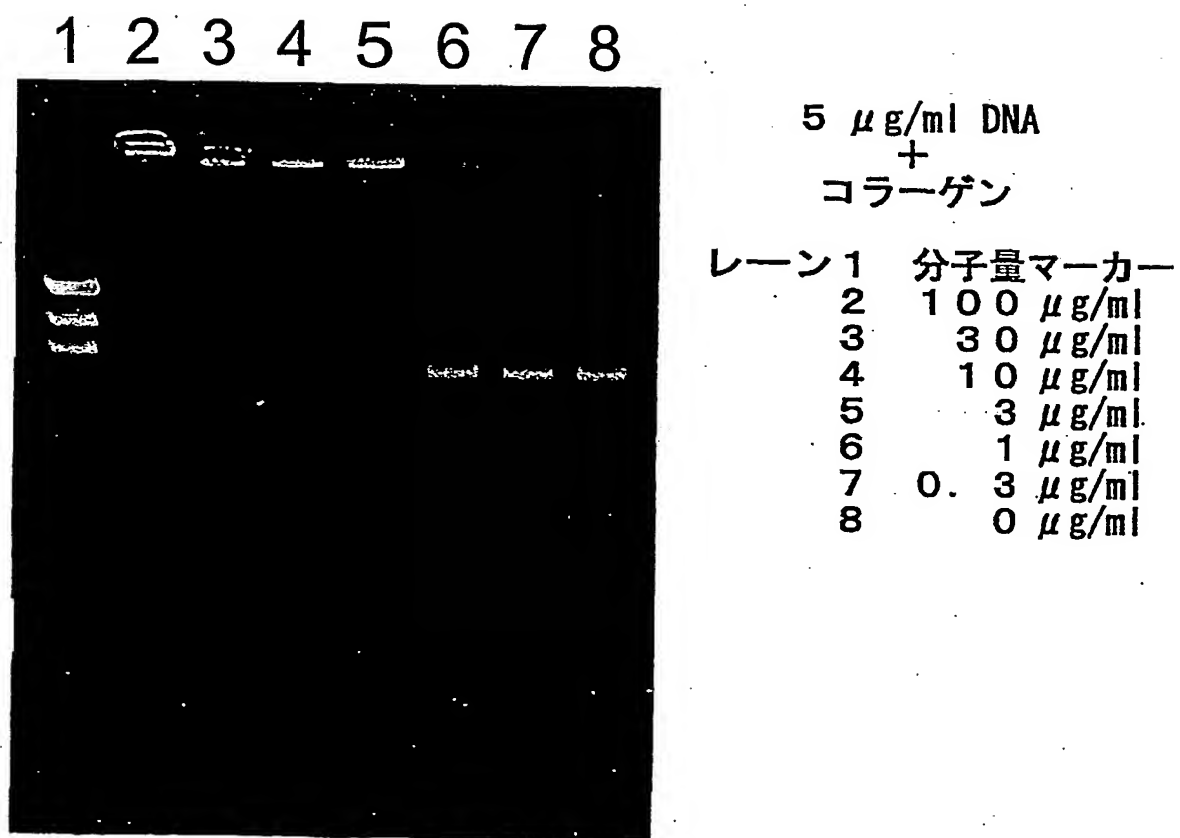 1 2 3 4 5 6 7 8
5 μg/ml DNA
+
コラーゲン
レーン1 分子量マーカー
2 100 μg/ml
3 30 μg/ml
4 10 μg/ml
5 3 μg/ml
6 1 μg/ml
7 0.3 μg/ml
8 0 μg/ml